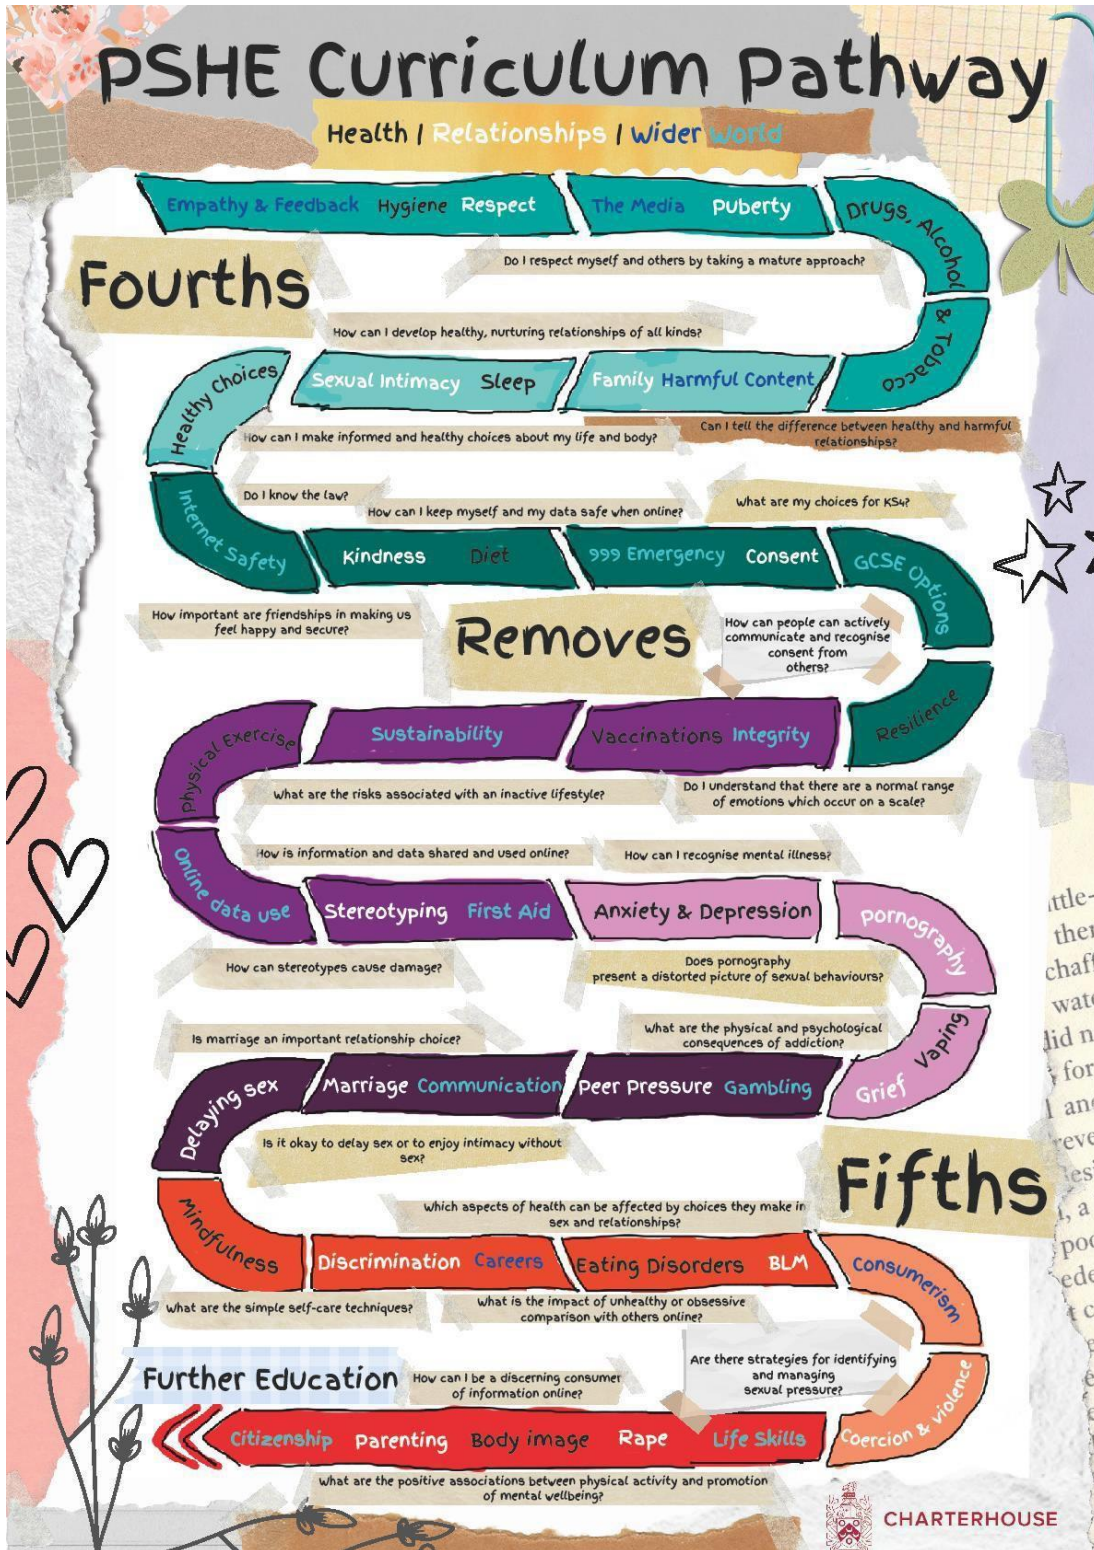 PSHE Curriculum Pathway
Health | Relationships | Wider World
Empathy & Feedback Hygiene Respect
The Media Puberty
Drugs, Alcohol
& Tobacco
Do I respect myself and others by taking a mature approach?
Fourths
How can I develop healthy, nurturing relationships of all kinds?
Healthy Choices
Sexual Intimacy Sleep
Family Harmful Content
How can I make informed and healthy choices about my life and body?
Can I tell the difference between healthy and harmful
relationships?
Do I know the law?
How can I keep myself and my data safe when online?
What are my choices for KS4?
Internet Safety
Kindness Diet
999 Emergency Consent
GCSE Options
How important are friendships in making us
feel happy and secure?
Removes
How can people can actively
communicate and recognise
consent from
others?
Resilience
Physical Exercise
Sustainability
Vaccinations Integrity
What are the risks associated with an inactive lifestyle?
Do I understand that there are a normal range
of emotions which occur on a scale?
How is information and data shared and used online?
How can I recognise mental illness?
Online data use
Stereotyping First Aid
Anxiety & Depression
Pornography
How can stereotypes cause damage?
Does pornography
present a distorted picture of sexual behaviours?
Is marriage an important relationship choice?
What are the physical and psychological
consequences of addiction?
Grief Vaping
Delaying sex
Marriage Communication
Peer Pressure Gambling
Is it okay to delay sex or to enjoy intimacy without
sex?
Fifths
Which aspects of health can be affected by choices they make in
sex and relationships?
Mindfulness
Discrimination Careers
Eating Disorders BLM
Consumerism
What are the simple self-care techniques?
What is the impact of unhealthy or obsessive
comparison with others online?
Further Education
How can I be a discerning consumer
of information online?
Are there strategies for identifying
and managing
sexual pressure?
Coercion & violence
Citizenship Parenting Body image Rape Life Skills
What are the positive associations between physical activity and promotion
of mental wellbeing?
CHARTERHOUSE